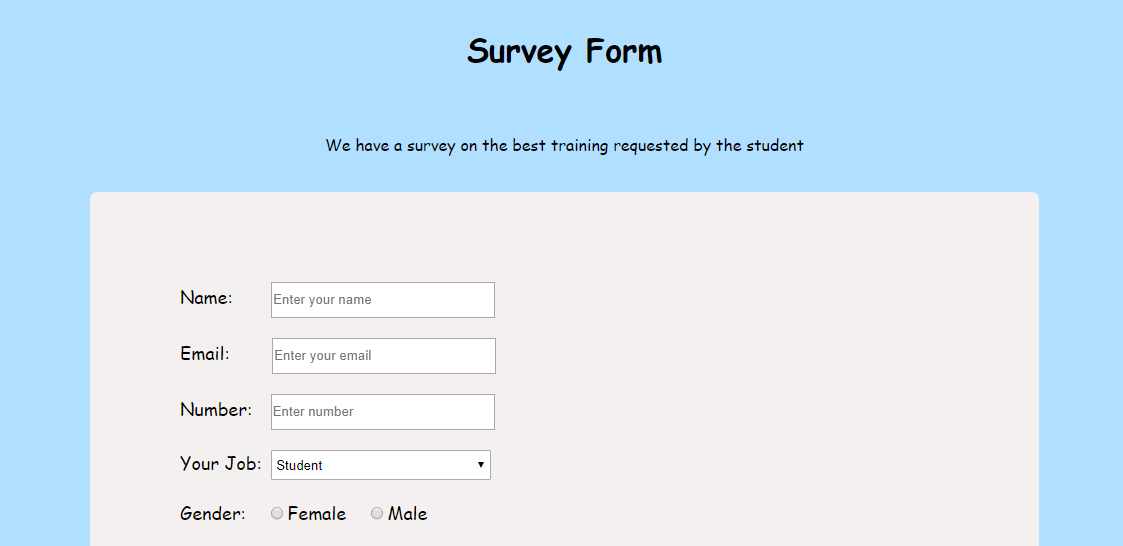 Survey Form
We have a survey on the best training requested by the student
Name: Enter your name
Email: Enter your email
Number: Enter number
Your Job: Student
Gender: Female Male